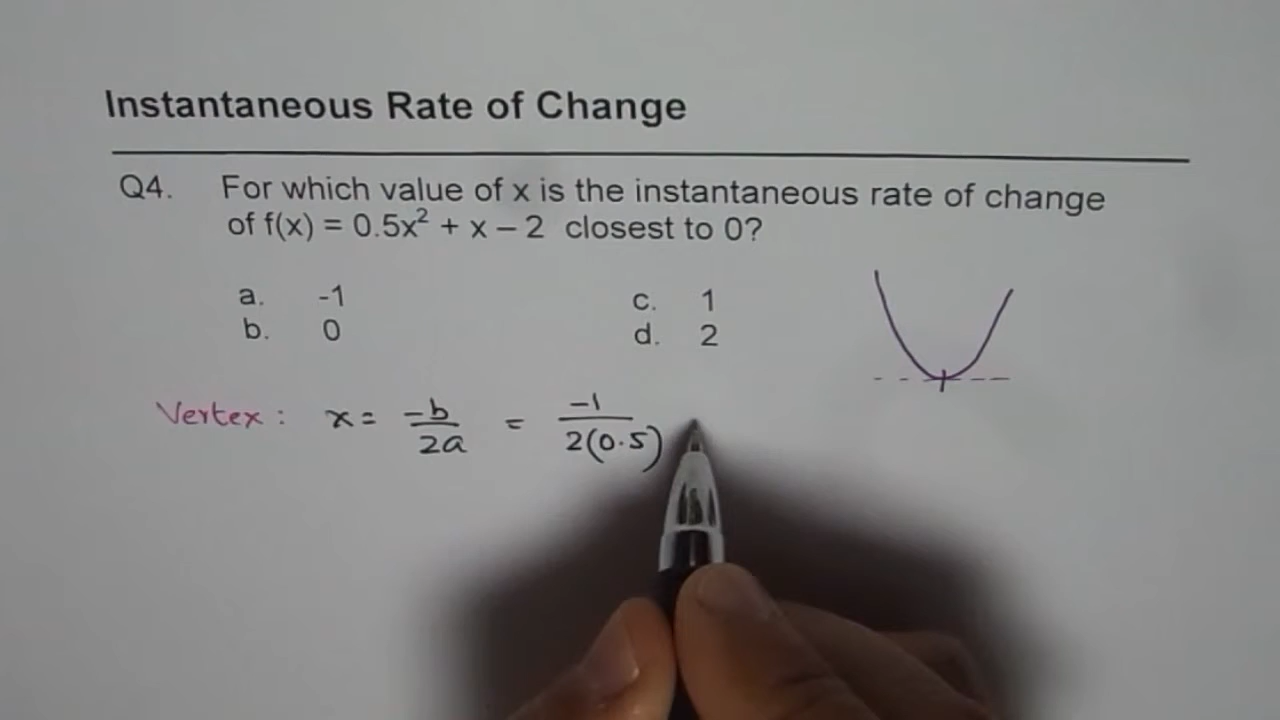 Instantaneous Rate of Change
Q4. For which value of x is the instantaneous rate of change
of f(x) = 0.5x² + x – 2 closest to 0?
a. -1 c. 1
b. 0 d. 2
Vertex: x = -b/2a = -1/2(0.5)